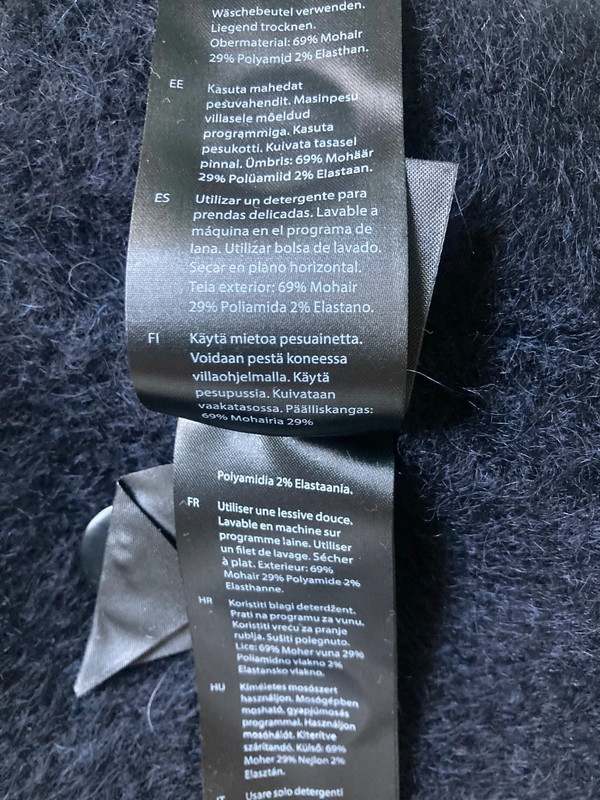 Wäschebeutel verwenden.
Liegend trocknen.
Obermaterial: 69% Mohair
29% Polyamid 2% Elasthan.
EE Kasuta mahedat
pesuvahendit. Masinpesu
villasele mõeldud
programmiga. Kasuta
pesukotti. Kuivata tasasel
pinnal. Ümbris: 69% Mohäär
29% Polüamiid 2% Elastaan.
ES Utilizar un detergente para
prendas delicadas. Lavable a
máquina en el programa de
lana. Utilizar bolsa de lavado.
Secar en plano horizontal.
Tela exterior: 69% Mohair
29% Poliamida 2% Elastano.
FI Käytä mietoa pesuainetta.
Voidaan pestä koneessa
villaohjelmalla. Käytä
pesupussia. Kuivataan
vaakatasossa. Päälliskangas:
69% Mohairia 29%
Polyamidia 2% Elastaania.
FR Utiliser une lessive douce.
Lavable en machine sur
programme laine. Utiliser
un filet de lavage. Sécher
à plat. Exterieur: 69%
Mohair 29% Polyamide 2%
Elasthanne.
HR Koristiti blagi deterdžent.
Prati na programu za vunu.
Koristiti vreću za pranje
rublja. Sušiti polegnuto.
Lice: 69% Moher vuna 29%
Poliamidno vlakno 2%
Elastansko vlakno.
HU Kíméletes mosószert
használjon. Mosógépben
mosható, gyapjúmosás
programmal. Használjon
mosóhálót. Kiterítve
szárítandó. Külső: 69%
Moher 29% Nejlon 2%
Elasztán.
IT Usare solo detergenti